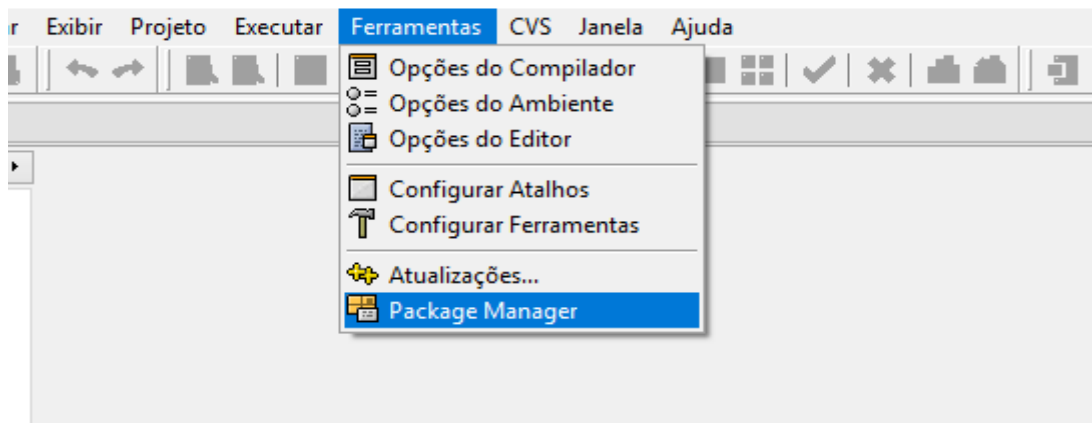 r Exibir Projeto Executar Ferramentas CVS Janela Ajuda
Opções do Compilador
Opções do Ambiente
Opções do Editor
Configurar Atalhos
Configurar Ferramentas
Atualizações...
Package Manager